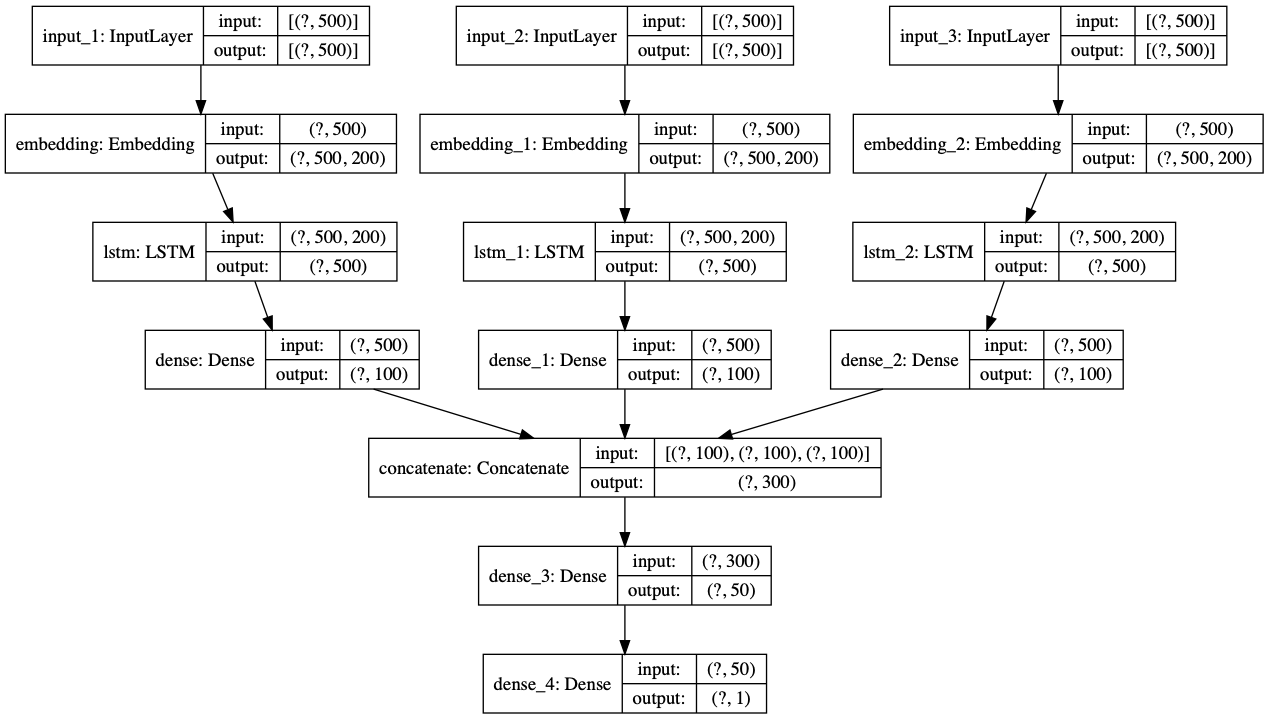 input_1: InputLayer
input: [(?, 500)]
output: [(?, 500)]
input_2: InputLayer
input: [(?, 500)]
output: [(?, 500)]
input_3: InputLayer
input: [(?, 500)]
output: [(?, 500)]
embedding: Embedding
input: (?, 500)
output: (?, 500, 200)
embedding_1: Embedding
input: (?, 500)
output: (?, 500, 200)
embedding_2: Embedding
input: (?, 500)
output: (?, 500, 200)
lstm: LSTM
input: (?, 500, 200)
output: (?, 500)
lstm_1: LSTM
input: (?, 500, 200)
output: (?, 500)
lstm_2: LSTM
input: (?, 500, 200)
output: (?, 500)
dense: Dense
input: (?, 500)
output: (?, 100)
dense_1: Dense
input: (?, 500)
output: (?, 100)
dense_2: Dense
input: (?, 500)
output: (?, 100)
concatenate: Concatenate
input: [(?, 100), (?, 100), (?, 100)]
output: (?, 300)
dense_3: Dense
input: (?, 300)
output: (?, 50)
dense_4: Dense
input: (?, 50)
output: (?, 1)